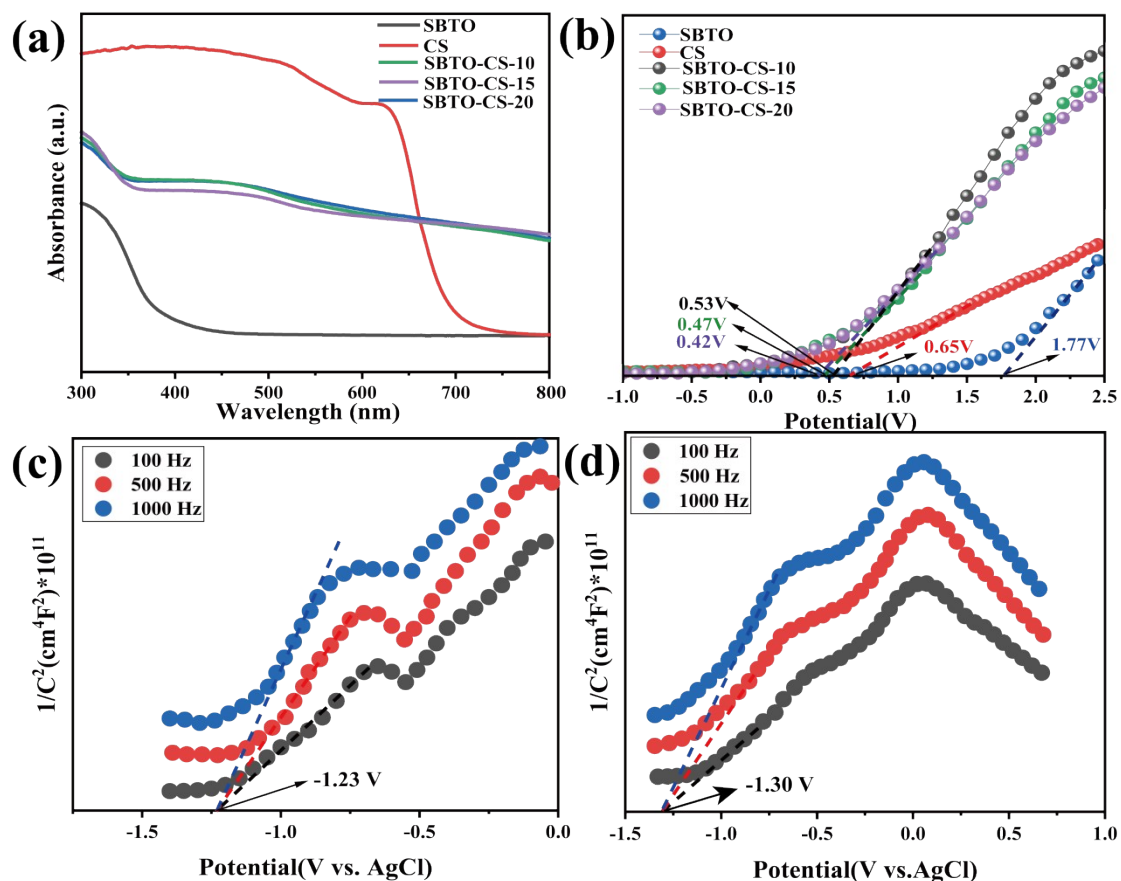 (a)
SBTO
CS
SBTO-CS-10
SBTO-CS-15
SBTO-CS-20
Absorbance (a.u.)
300 400 500 600 700 800
Wavelength (nm)
(b)
SBTO
CS
SBTO-CS-10
SBTO-CS-15
SBTO-CS-20
0.53V
0.47V
0.42V
0.65V
1.77V
-1.0 -0.5 0.0 0.5 1.0 1.5 2.0 2.5
Potential(V)
(c)
100 Hz
500 Hz
1000 Hz
1/C²(cm⁴F²)*10¹¹
-1.23 V
-1.5 -1.0 -0.5 0.0
Potential(V vs. AgCl)
(d)
100 Hz
500 Hz
1000 Hz
1/C²(cm⁴F²)*10¹¹
-1.30 V
-1.5 -1.0 -0.5 0.0 0.5 1.0
Potential(V vs.AgCl)